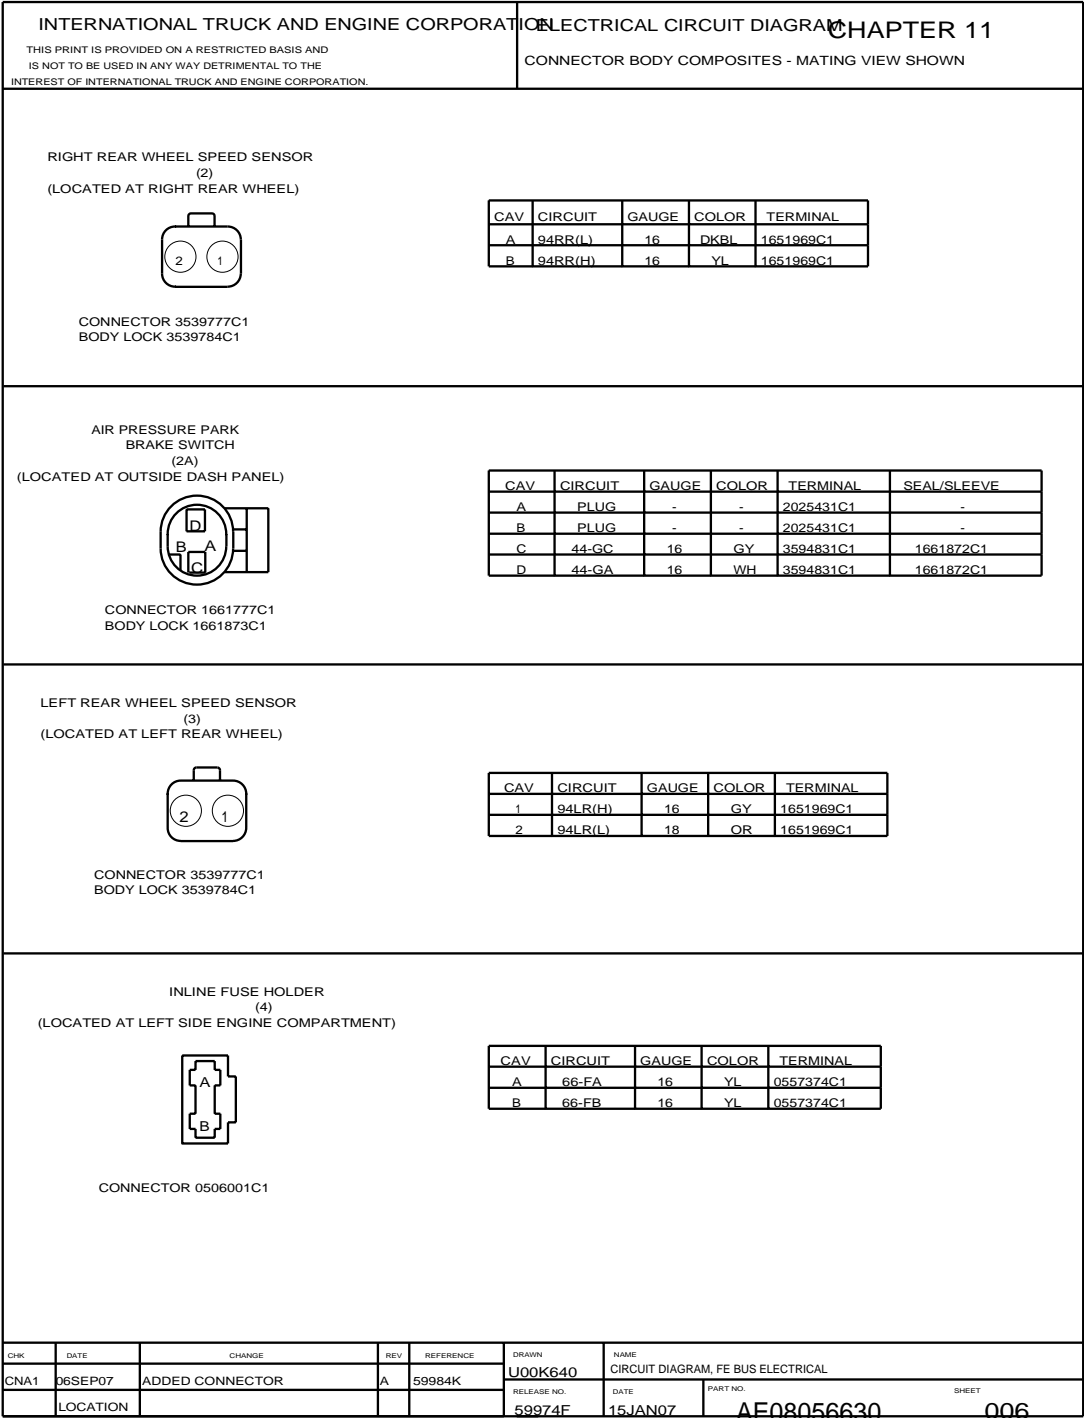 INTERNATIONAL TRUCK AND ENGINE CORPORATION
THIS PRINT IS PROVIDED ON A RESTRICTED BASIS AND
IS NOT TO BE USED IN ANY WAY DETRIMENTAL TO THE
INTEREST OF INTERNATIONAL TRUCK AND ENGINE CORPORATION.
ELECTRICAL CIRCUIT DIAGRAM
CHAPTER 11
CONNECTOR BODY COMPOSITES - MATING VIEW SHOWN
RIGHT REAR WHEEL SPEED SENSOR
(2)
(LOCATED AT RIGHT REAR WHEEL)
2 1
CONNECTOR 3539777C1
BODY LOCK 3539784C1
CAV CIRCUIT GAUGE COLOR TERMINAL
A 94RR(L) 16 DKBL 1651969C1
B 94RR(H) 16 YL 1651969C1
AIR PRESSURE PARK
BRAKE SWITCH
(2A)
(LOCATED AT OUTSIDE DASH PANEL)
D
B A
C
CONNECTOR 1661777C1
BODY LOCK 1661873C1
CAV CIRCUIT GAUGE COLOR TERMINAL SEAL/SLEEVE
A PLUG - - 2025431C1 -
B PLUG - - 2025431C1 -
C 44-GC 16 GY 3594831C1 1661872C1
D 44-GA 16 WH 3594831C1 1661872C1
LEFT REAR WHEEL SPEED SENSOR
(3)
(LOCATED AT LEFT REAR WHEEL)
2 1
CONNECTOR 3539777C1
BODY LOCK 3539784C1
CAV CIRCUIT GAUGE COLOR TERMINAL
1 94LR(H) 16 GY 1651969C1
2 94LR(L) 18 OR 1651969C1
INLINE FUSE HOLDER
(4)
(LOCATED AT LEFT SIDE ENGINE COMPARTMENT)
A
B
CONNECTOR 0506001C1
CAV CIRCUIT GAUGE COLOR TERMINAL
A 66-FA 16 YL 0557374C1
B 66-FB 16 YL 0557374C1
CHK DATE CHANGE REV REFERENCE
CNA1 06SEP07 ADDED CONNECTOR A 59984K
LOCATION
DRAWN
U00K640
NAME
CIRCUIT DIAGRAM, FE BUS ELECTRICAL
RELEASE NO.
59974F
DATE
15JAN07
PART NO.
AE08056630
SHEET
006